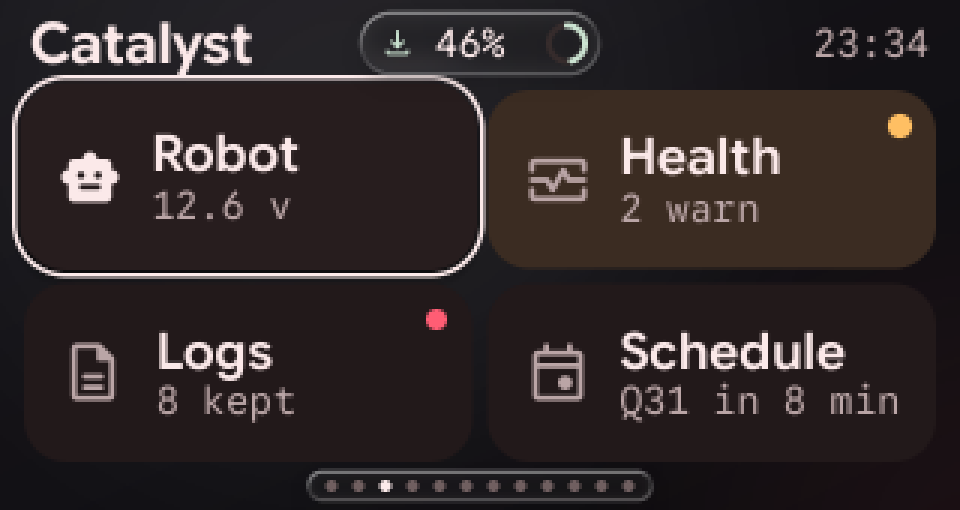 Catalyst
46%
23:34
Robot
12.6 v
Health
2 warn
Logs
8 kept
Schedule
Q31 in 8 min